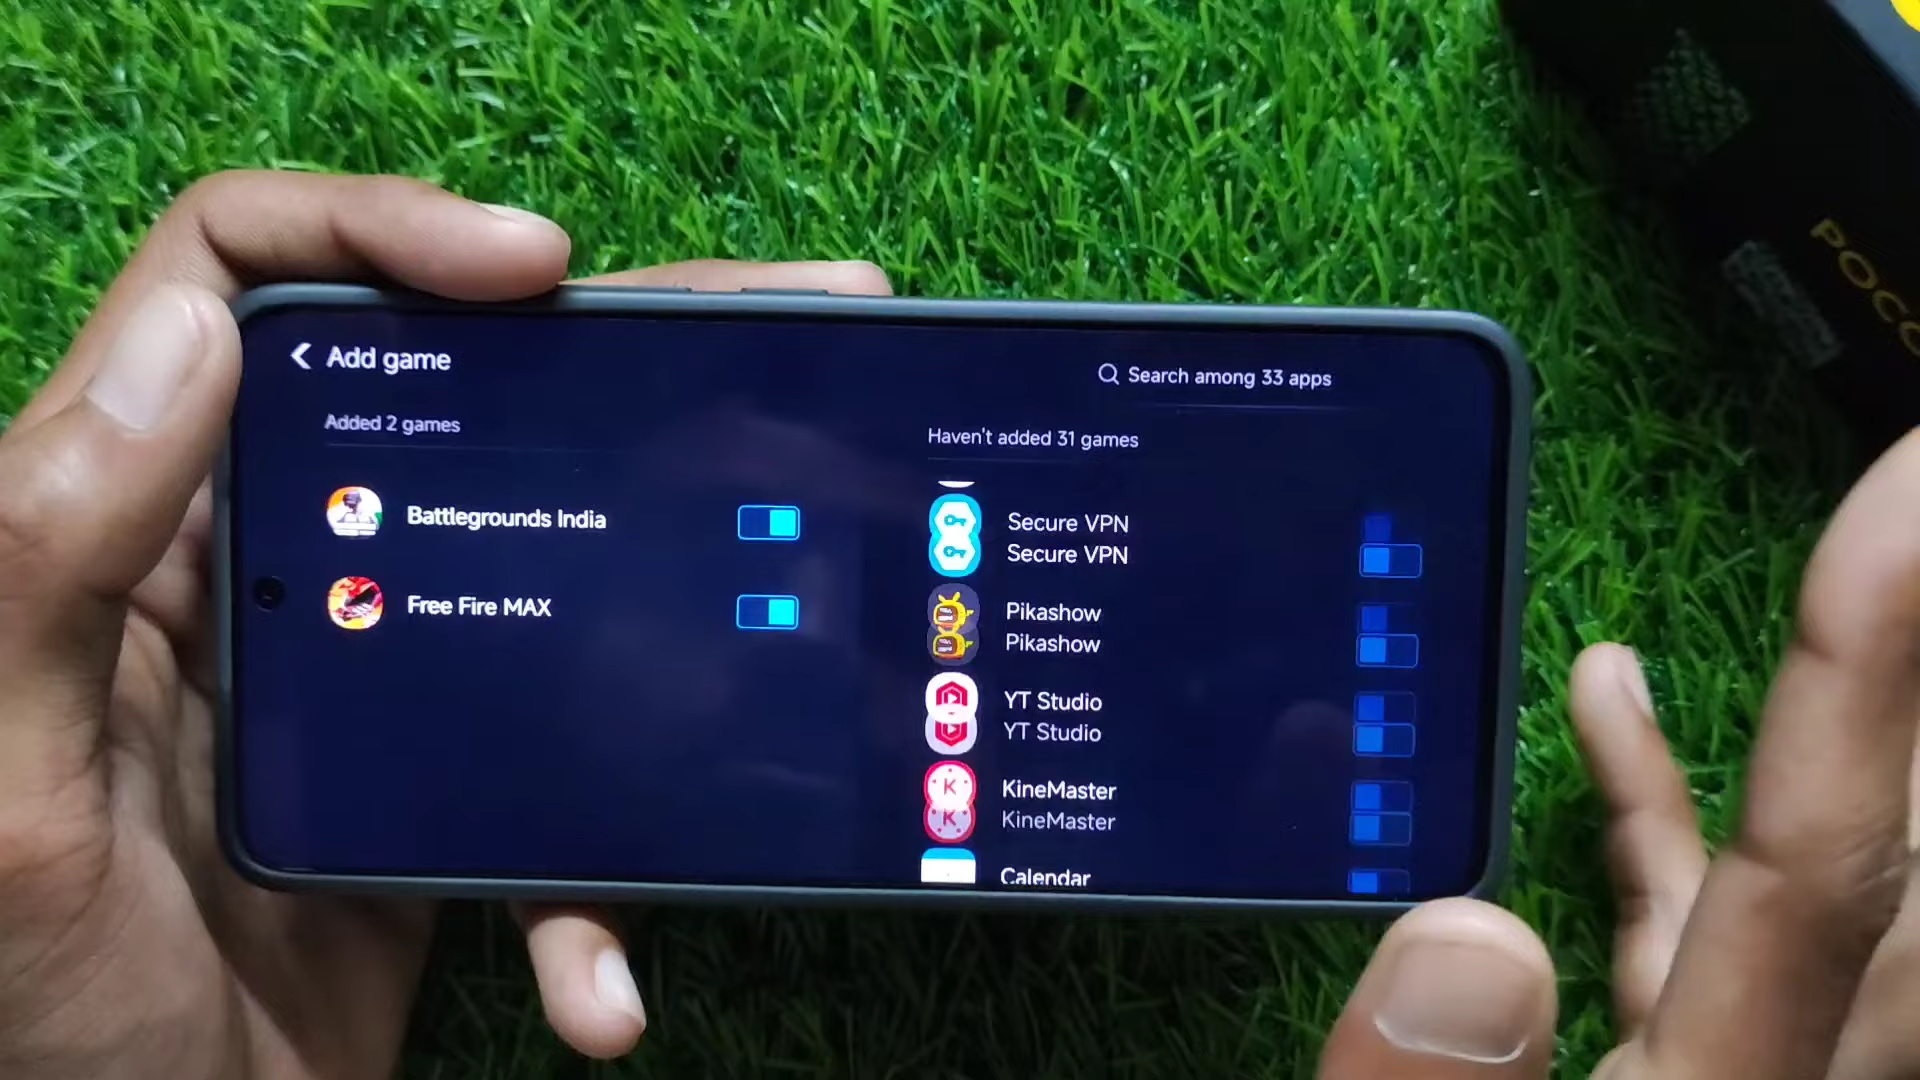 Add game
Search among 33 apps
Added 2 games
Battlegrounds India
Free Fire MAX
Haven't added 31 games
Secure VPN
Secure VPN
Pikashow
Pikashow
YT Studio
YT Studio
KineMaster
KineMaster
Calendar
POCO